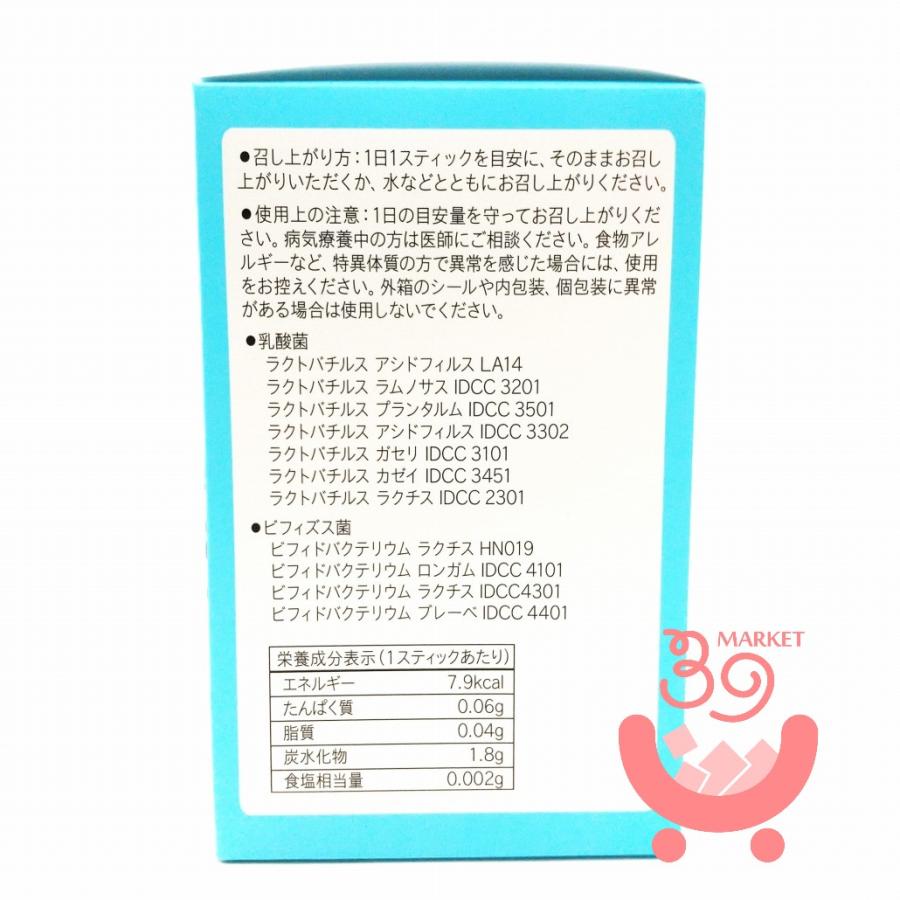 ●召し上がり方：1日1スティックを目安に、そのままお召し
上がりいただくか、水などとともにお召し上がりください。
●使用上の注意：1日の目安量を守ってお召し上がりくだ
さい。病気療養中の方は医師にご相談ください。食物アレ
ルギーなど、特異体質の方で異常を感じた場合には、使用
をお控えください。外箱のシールや内包装、個包装に異常
がある場合は使用しないでください。
●乳酸菌
ラクトバチルス アシドフィルス LA14
ラクトバチルス ラムノサス IDCC 3201
ラクトバチルス プランタルム IDCC 3501
ラクトバチルス アシドフィルス IDCC 3302
ラクトバチルス ガセリ IDCC 3101
ラクトバチルス カゼイ IDCC 3451
ラクトバチルス ラクチス IDCC 2301
●ビフィズス菌
ビフィドバクテリウム ラクチス HN019
ビフィドバクテリウム ロンガム IDCC 4101
ビフィドバクテリウム ラクチス IDCC4301
ビフィドバクテリウム ブレーベ IDCC 4401
栄養成分表示（1スティックあたり）
エネルギー 7.9kcal
たんぱく質 0.06g
脂質 0.04g
炭水化物 1.8g
食塩相当量 0.002g
39 MARKET